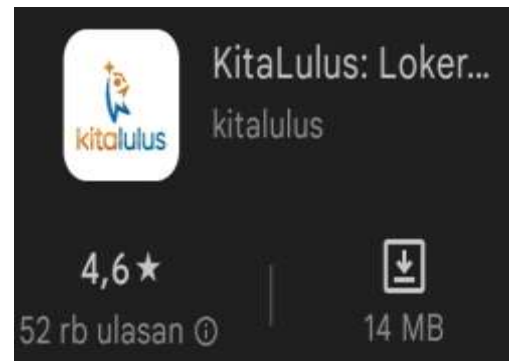 KitaLulus: Loker...
kitalulus
kitalulus
4,6★
52 rb ulasan
14 MB